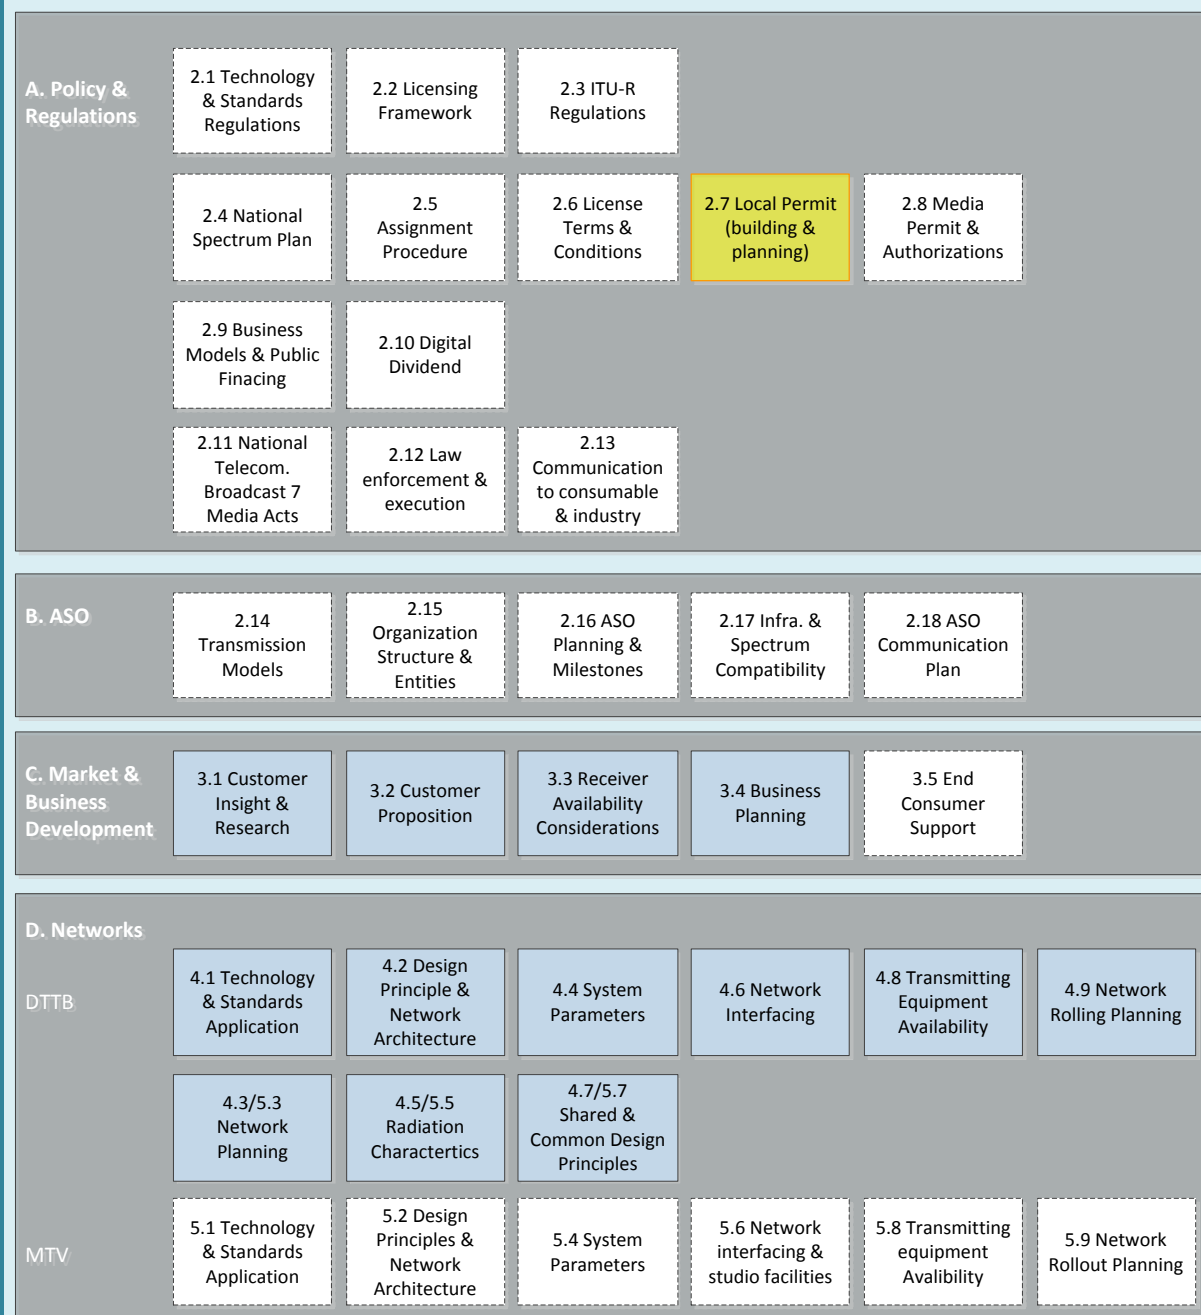 A. Policy &
Regulations
2.1 Technology
& Standards
Regulations
2.2 Licensing
Framework
2.3 ITU-R
Regulations
2.4 National
Spectrum Plan
2.5
Assignment
Procedure
2.6 License
Terms &
Conditions
2.7 Local Permit
(building &
planning)
2.8 Media
Permit &
Authorizations
2.9 Business
Models & Public
Finacing
2.10 Digital
Dividend
2.11 National
Telecom.
Broadcast 7
Media Acts
2.12 Law
enforcement &
execution
2.13
Communication
to consumable
& industry
B. ASO
2.14
Transmission
Models
2.15
Organization
Structure &
Entities
2.16 ASO
Planning &
Milestones
2.17 Infra. &
Spectrum
Compatibility
2.18 ASO
Communication
Plan
C. Market &
Business
Development
3.1 Customer
Insight &
Research
3.2 Customer
Proposition
3.3 Receiver
Availability
Considerations
3.4 Business
Planning
3.5 End
Consumer
Support
D. Networks
DTTB
4.1 Technology
& Standards
Application
4.2 Design
Principle &
Network
Architecture
4.4 System
Parameters
4.6 Network
Interfacing
4.8 Transmitting
Equipment
Availability
4.9 Network
Rolling Planning
4.3/5.3
Network
Planning
4.5/5.5
Radiation
Charactertics
4.7/5.7
Shared &
Common Design
Principles
MTV
5.1 Technology
& Standards
Application
5.2 Design
Principles &
Network
Architecture
5.4 System
Parameters
5.6 Network
interfacing &
studio facilities
5.8 Transmitting
equipment
Avalibility
5.9 Network
Rollout Planning